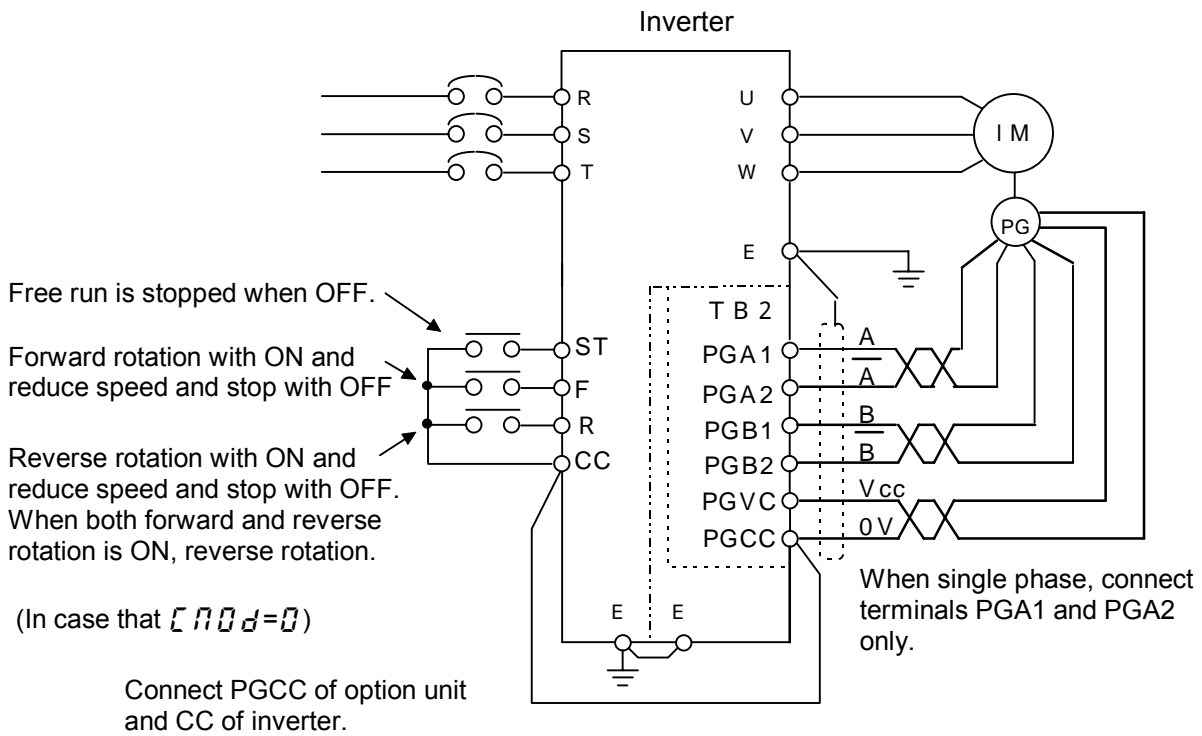 Inverter
R
S
T
U
V
W
I M
PG
E
Free run is stopped when OFF.
Forward rotation with ON and
reduce speed and stop with OFF
Reverse rotation with ON and
reduce speed and stop with OFF.
When both forward and reverse
rotation is ON, reverse rotation.
(In case that CMOd=0)
ST
F
R
CC
TB2
PGA1
PGA2
PGB1
PGB2
PGVC
PGCC
A
A̅
B
B̅
Vcc
0V
When single phase, connect
terminals PGA1 and PGA2
only.
E
E
Connect PGCC of option unit
and CC of inverter.